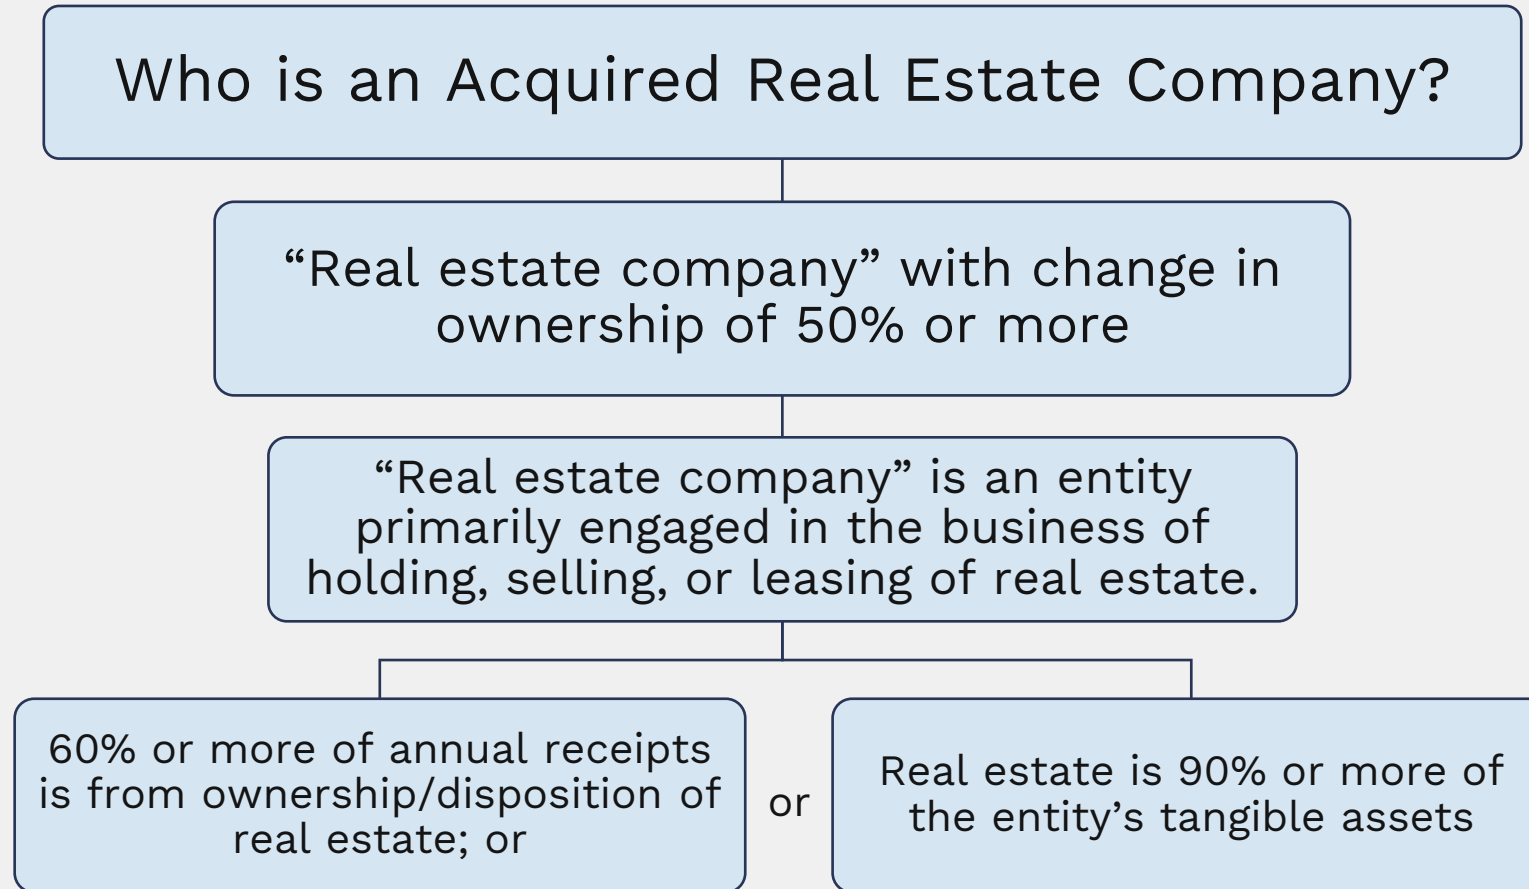 Who is an Acquired Real Estate Company?
“Real estate company” with change in
ownership of 50% or more
“Real estate company” is an entity
primarily engaged in the business of
holding, selling, or leasing of real estate.
60% or more of annual receipts
is from ownership/disposition of
real estate; or
or
Real estate is 90% or more of
the entity’s tangible assets